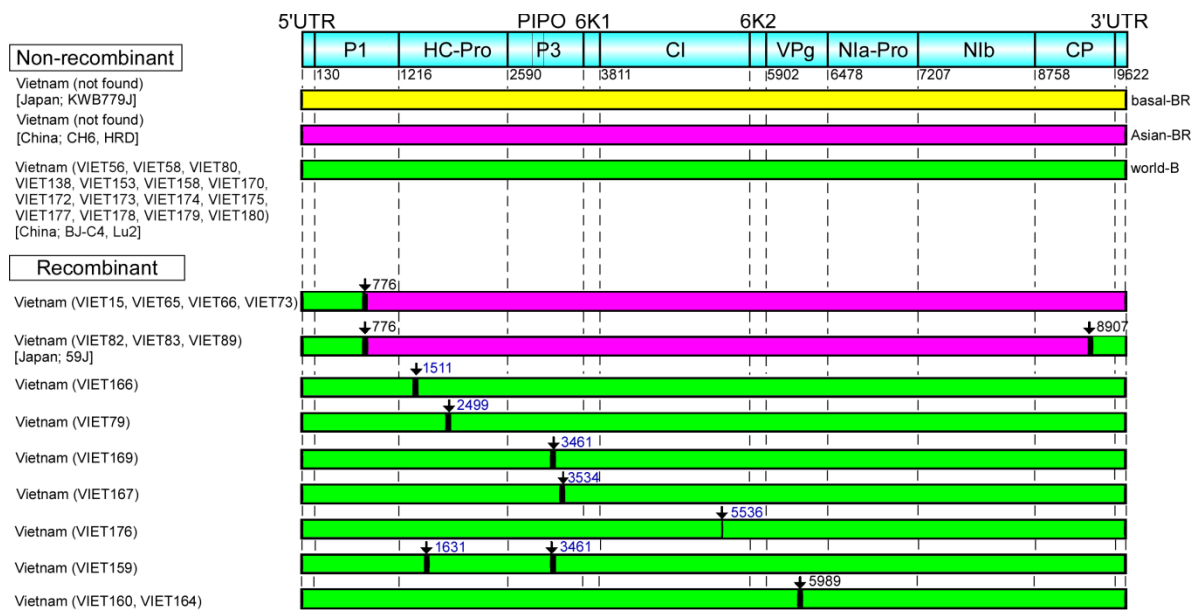 5'UTR PIPO 6K1 6K2 3'UTR
P1 HC-Pro P3 CI VPg NIa-Pro NIb CP
Non-recombinant
130 1216 2590 3811 5902 6478 7207 8758 9622
Vietnam (not found)
[Japan; KWB779J]
basal-BR
Vietnam (not found)
[China; CH6, HRD]
Asian-BR
Vietnam (VIET56, VIET58, VIET80,
VIET138, VIET153, VIET158, VIET170,
VIET172, VIET173, VIET174, VIET175,
VIET177, VIET178, VIET179, VIET180)
[China; BJ-C4, Lu2]
world-B
Recombinant
776
Vietnam (VIET15, VIET65, VIET66, VIET73)
776 8907
Vietnam (VIET82, VIET83, VIET89)
[Japan; 59J]
1511
Vietnam (VIET166)
2499
Vietnam (VIET79)
3461
Vietnam (VIET169)
3534
Vietnam (VIET167)
5536
Vietnam (VIET176)
1631 3461
Vietnam (VIET159)
5989
Vietnam (VIET160, VIET164)